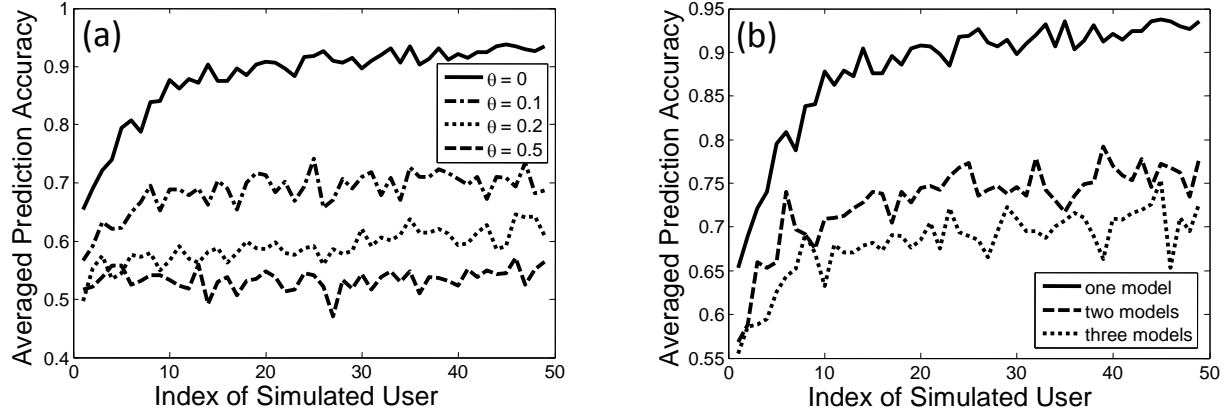 (a)
Averaged Prediction Accuracy
1
0.9
0.8
0.7
0.6
0.5
0.4
0
10
20
30
40
50
Index of Simulated User
θ = 0
θ = 0.1
θ = 0.2
θ = 0.5
(b)
Averaged Prediction Accuracy
0.95
0.9
0.85
0.8
0.75
0.7
0.65
0.6
0.55
0
10
20
30
40
50
Index of Simulated User
one model
two models
three models